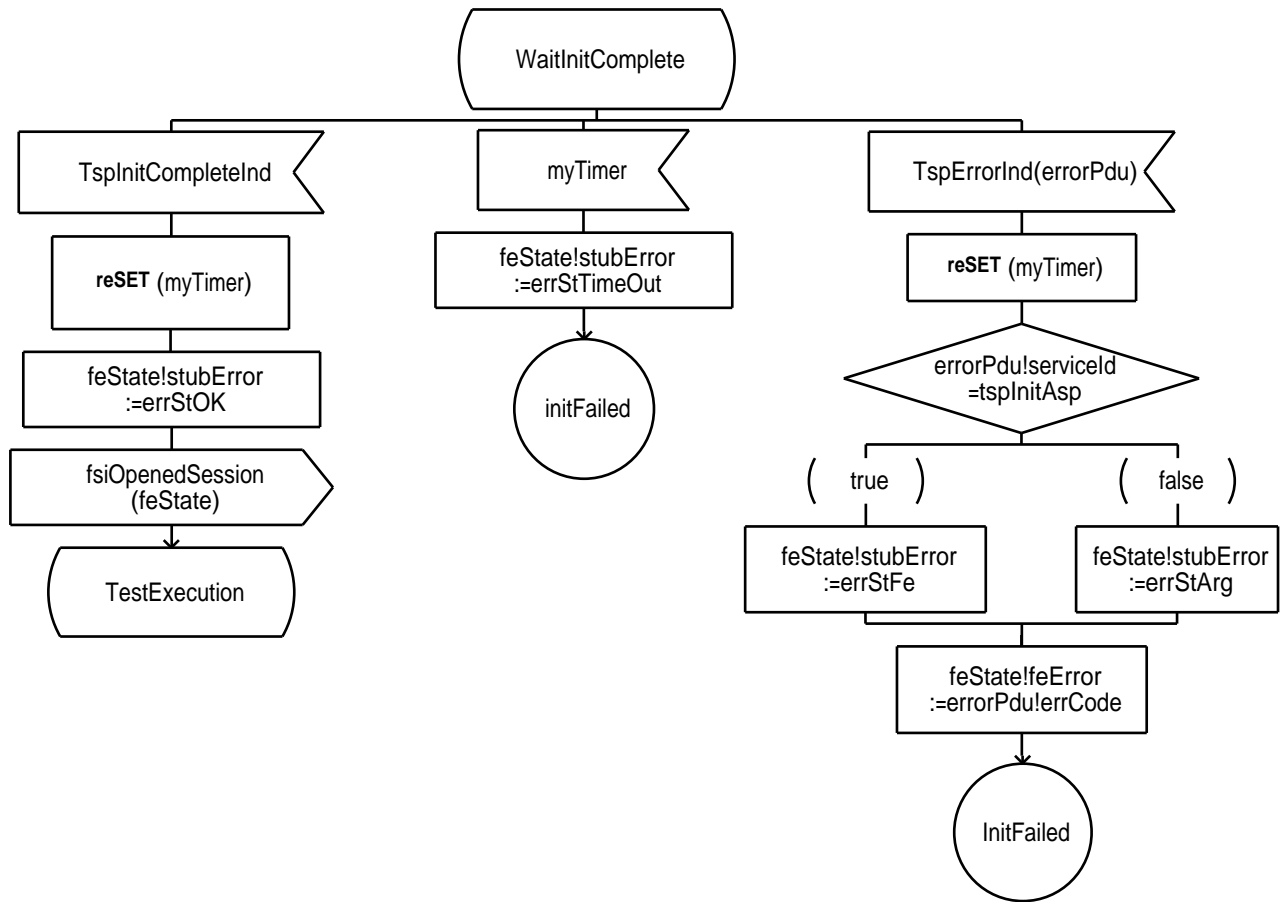 WaitInitComplete
TspInitCompleteInd
myTimer
TspErrorInd(errorPdu)
reSET (myTimer)
feState!stubError
:=errStTimeOut
reSET (myTimer)
feState!stubError
:=errStOK
initFailed
errorPdu!serviceId
=tspInitAsp
fsiOpenedSession
(feState)
( true )
( false )
TestExecution
feState!stubError
:=errStFe
feState!stubError
:=errStArg
feState!feError
:=errorPdu!errCode
InitFailed